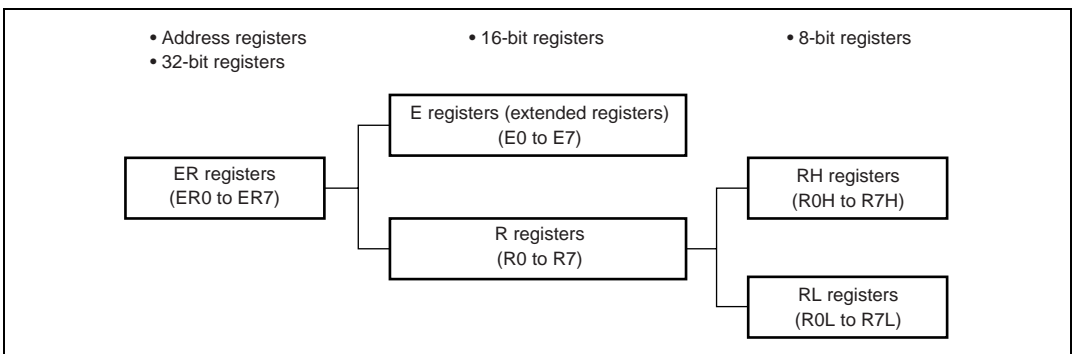 • Address registers
• 32-bit registers
• 16-bit registers
• 8-bit registers
E registers (extended registers)
(E0 to E7)
ER registers
(ER0 to ER7)
RH registers
(R0H to R7H)
R registers
(R0 to R7)
RL registers
(R0L to R7L)